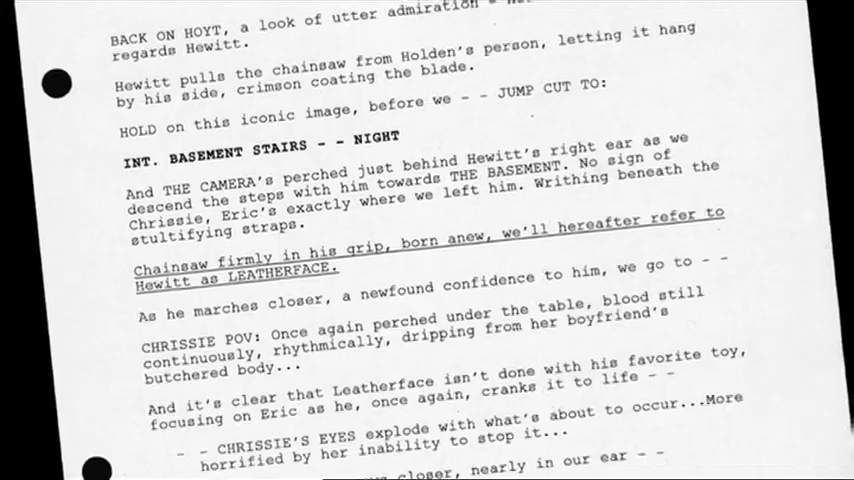 BACK ON HOYT, a look of utter admiration -
regards Hewitt.
Hewitt pulls the chainsaw from Holden's person, letting it hang
by his side, crimson coating the blade.
HOLD on this iconic image, before we - - JUMP CUT TO:
INT. BASEMENT STAIRS - - NIGHT
And THE CAMERA's perched just behind Hewitt's right ear as we
descend the steps with him towards THE BASEMENT. No sign of
Chrissie, Eric's exactly where we left him. Writhing beneath the
stultifying straps.
Chainsaw firmly in his grip, born anew, we'll hereafter refer to
Hewitt as LEATHERFACE.
As he marches closer, a newfound confidence to him, we go to - -
CHRISSIE POV: Once again perched under the table, blood still
continuously, rhythmically, dripping from her boyfriend's
butchered body...
And it's clear that Leatherface isn't done with his favorite toy,
focusing on Eric as he, once again, cranks it to life - -
- - CHRISSIE'S EYES explode with what's about to occur...More
horrified by her inability to stop it...
closer, nearly in our ear - -